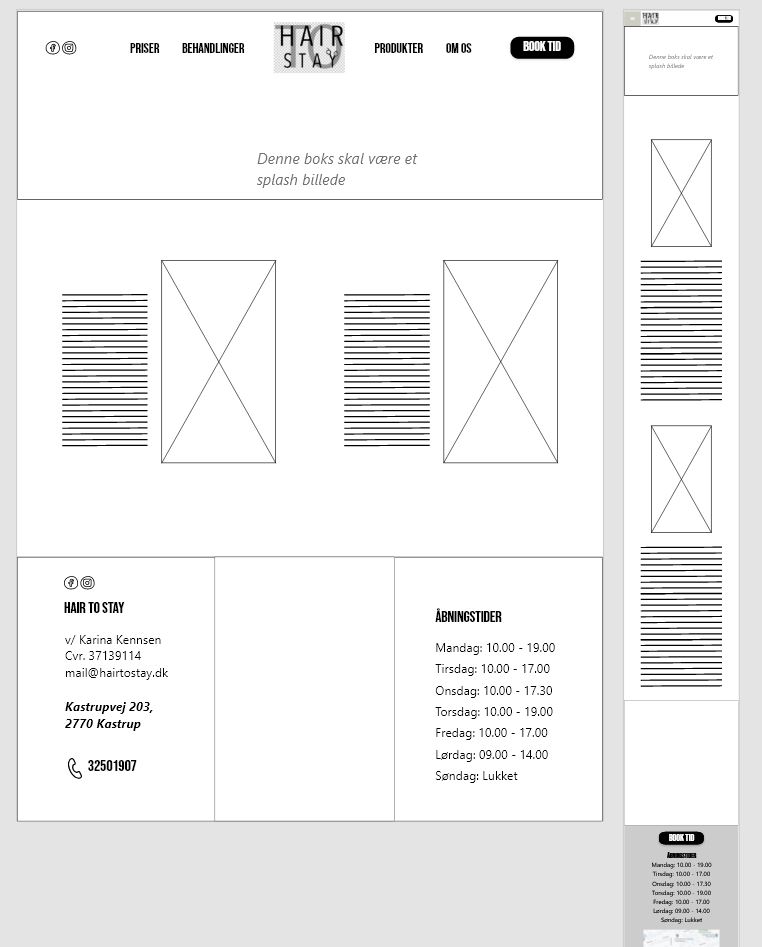 PRISER
BEHANDLINGER
HAIR
TO
STAY
PRODUKTER
OM OS
BOOK TID
Denne boks skal være et
splash billede
HAIR TO STAY
v/ Karina Kennsen
Cvr. 37139114
mail@hairtostay.dk
Kastrupvej 203,
2770 Kastrup
32501907
ÅBNINGSTIDER
Mandag: 10.00 - 19.00
Tirsdag: 10.00 - 17.00
Onsdag: 10.00 - 17.30
Torsdag: 10.00 - 19.00
Fredag: 10.00 - 17.00
Lørdag: 09.00 - 14.00
Søndag: Lukket
HAIR
STAY
Denne boks skal være et
splash billede
BOOK TID
ÅBNINGSTIDER
Mandag: 10.00 - 19.00
Tirsdag: 10.00 - 17.00
Onsdag: 10.00 - 17.30
Torsdag: 10.00 - 19.00
Fredag: 10.00 - 17.00
Lørdag: 09.00 - 14.00
Søndag: Lukket